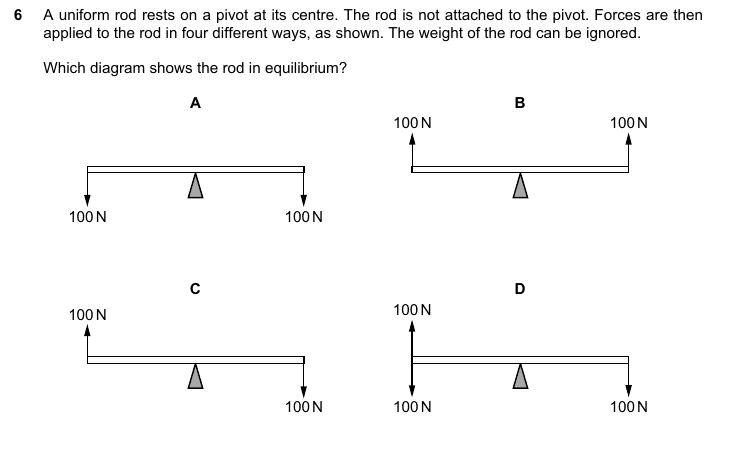 6 A uniform rod rests on a pivot at its centre. The rod is not attached to the pivot. Forces are then
applied to the rod in four different ways, as shown. The weight of the rod can be ignored.
Which diagram shows the rod in equilibrium?
A
100 N 100 N
B
100 N 100 N
C
100 N
100 N
D
100 N
100 N 100 N